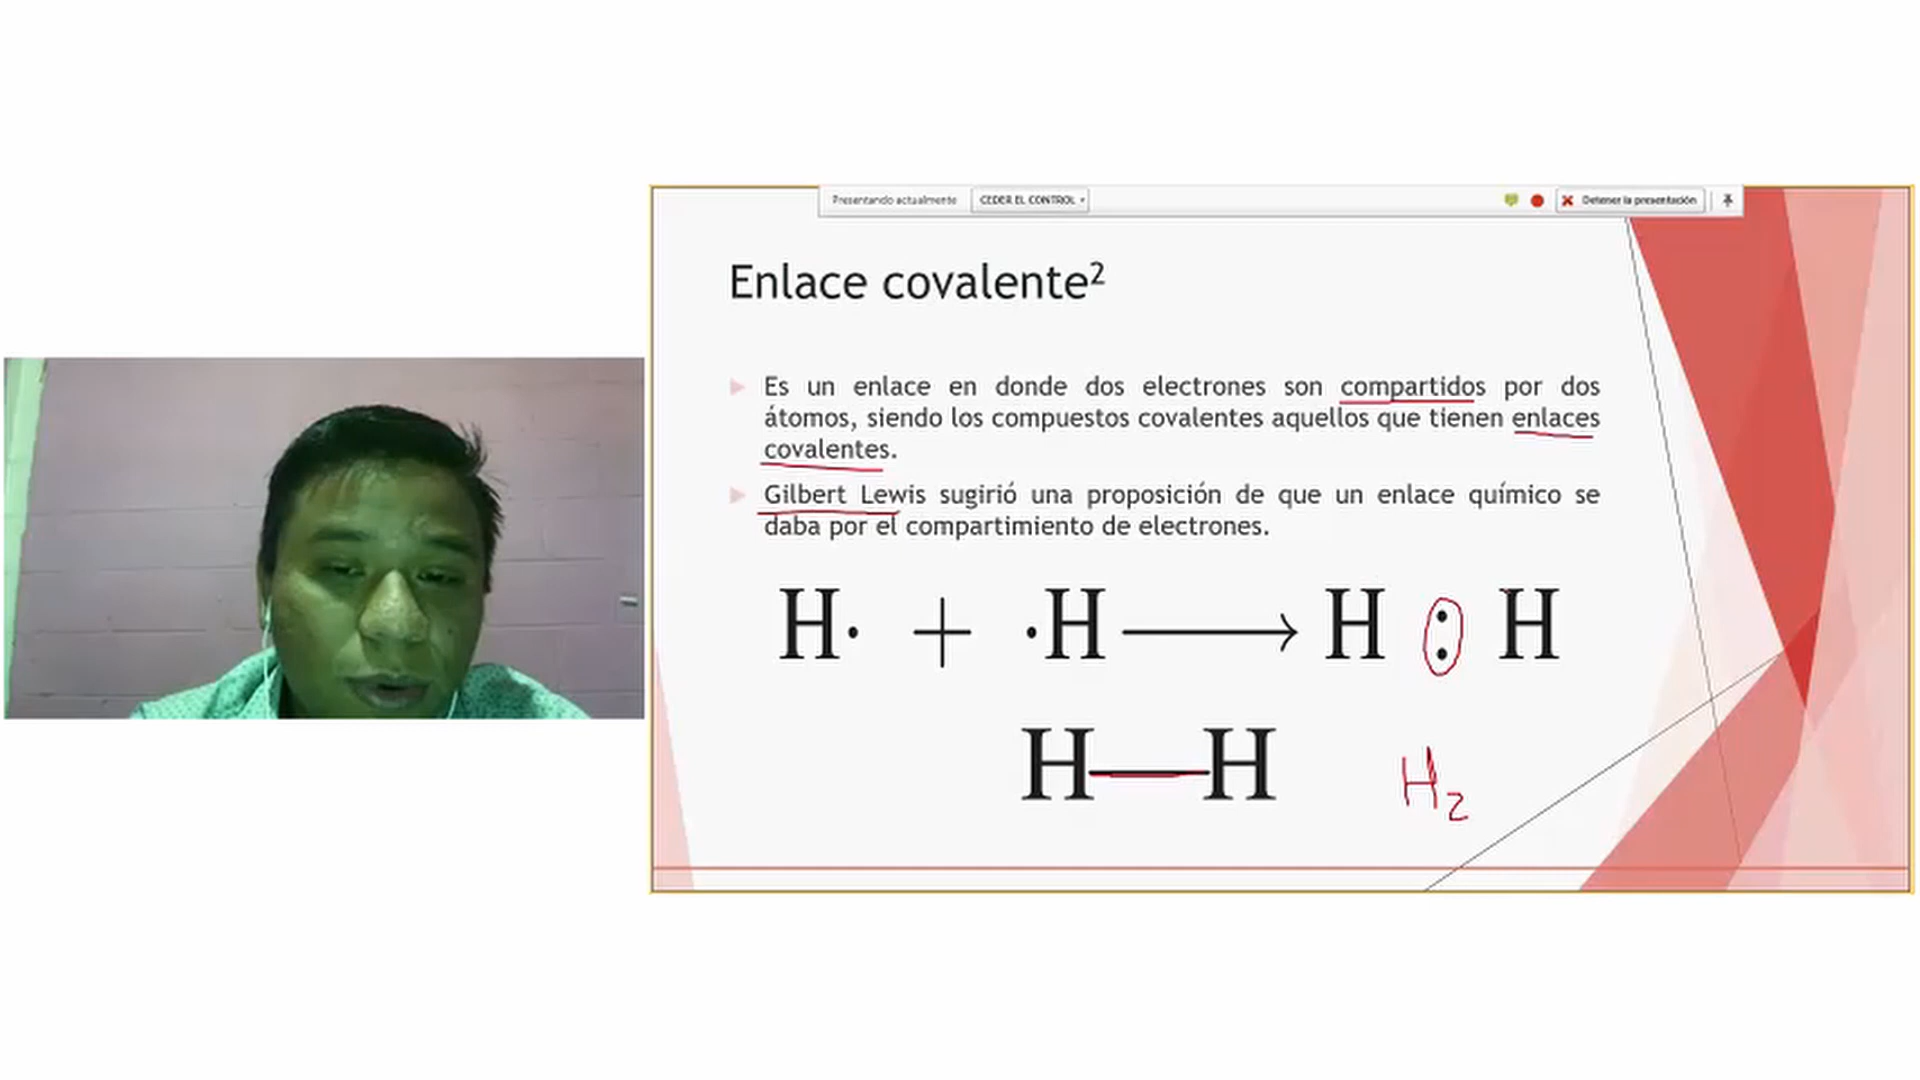 Presentando actualmente CEDER EL CONTROL Detener la presentación
Enlace covalente²
Es un enlace en donde dos electrones son compartidos por dos
átomos, siendo los compuestos covalentes aquellos que tienen enlaces
covalentes.
Gilbert Lewis sugirió una proposición de que un enlace químico se
daba por el compartimiento de electrones.
H· + ·H ⟶ H : H
H—H H₂